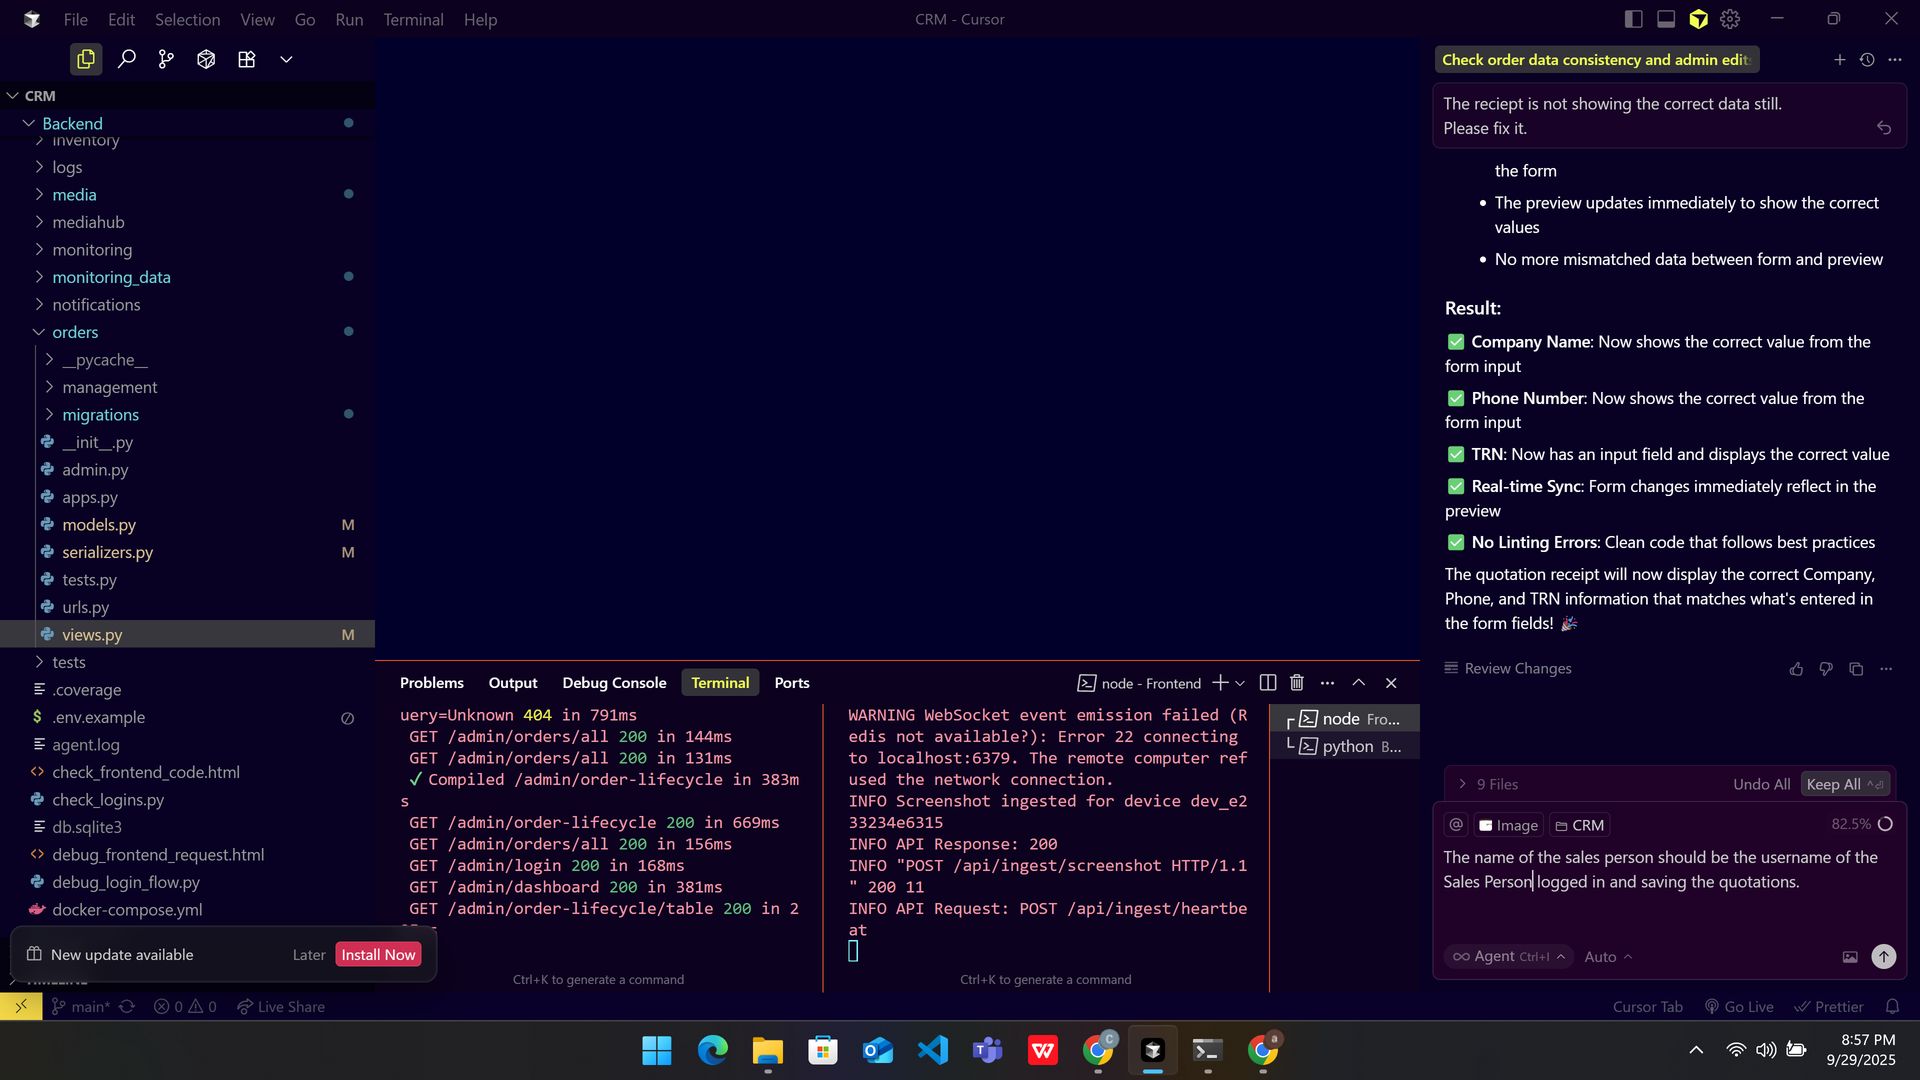 File Edit Selection View Go Run Terminal Help
CRM - Cursor
CRM
Backend
inventory
logs
media
mediahub
monitoring
monitoring_data
notifications
orders
__pycache__
management
migrations
__init__.py
admin.py
apps.py
models.py M
serializers.py M
tests.py
urls.py
views.py M
tests
.coverage
.env.example
agent.log
check_frontend_code.html
check_logins.py
db.sqlite3
debug_frontend_request.html
debug_login_flow.py
docker-compose.yml
New update available Later Install Now
main* 0 0 Live Share
Problems Output Debug Console Terminal Ports
node - Frontend
uery=Unknown 404 in 791ms
GET /admin/orders/all 200 in 144ms
GET /admin/orders/all 200 in 131ms
✓ Compiled /admin/order-lifecycle in 383m
s
GET /admin/order-lifecycle 200 in 669ms
GET /admin/orders/all 200 in 156ms
GET /admin/login 200 in 168ms
GET /admin/dashboard 200 in 381ms
GET /admin/order-lifecycle/table 200 in 2
Ctrl+K to generate a command
WARNING WebSocket event emission failed (R
edis not available?): Error 22 connecting
to localhost:6379. The remote computer ref
used the network connection.
INFO Screenshot ingested for device dev_e2
33234e6315
INFO API Response: 200
INFO "POST /api/ingest/screenshot HTTP/1.1
" 200 11
INFO API Request: POST /api/ingest/heartbe
at
Ctrl+K to generate a command
node Fro...
python B...
Check order data consistency and admin edit
The reciept is not showing the correct data still.
Please fix it.
the form
• The preview updates immediately to show the correct
values
• No more mismatched data between form and preview
Result:
✅ Company Name: Now shows the correct value from the
form input
✅ Phone Number: Now shows the correct value from the
form input
✅ TRN: Now has an input field and displays the correct value
✅ Real-time Sync: Form changes immediately reflect in the
preview
✅ No Linting Errors: Clean code that follows best practices
The quotation receipt will now display the correct Company,
Phone, and TRN information that matches what's entered in
the form fields! 🎉
Review Changes
9 Files Undo All Keep All
@ Image CRM 82.5%
The name of the sales person should be the username of the
Sales Person logged in and saving the quotations.
Agent Ctrl+I Auto
Cursor Tab Go Live Prettier
8:57 PM
9/29/2025